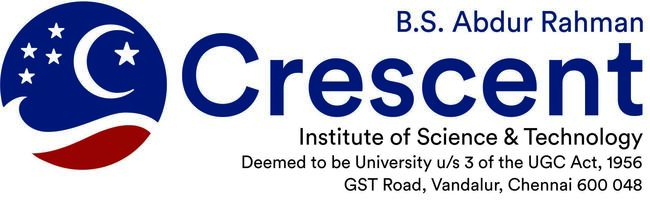 B.S. Abdur Rahman
Crescent
Institute of Science & Technology
Deemed to be University u/s 3 of the UGC Act, 1956
GST Road, Vandalur, Chennai 600 048